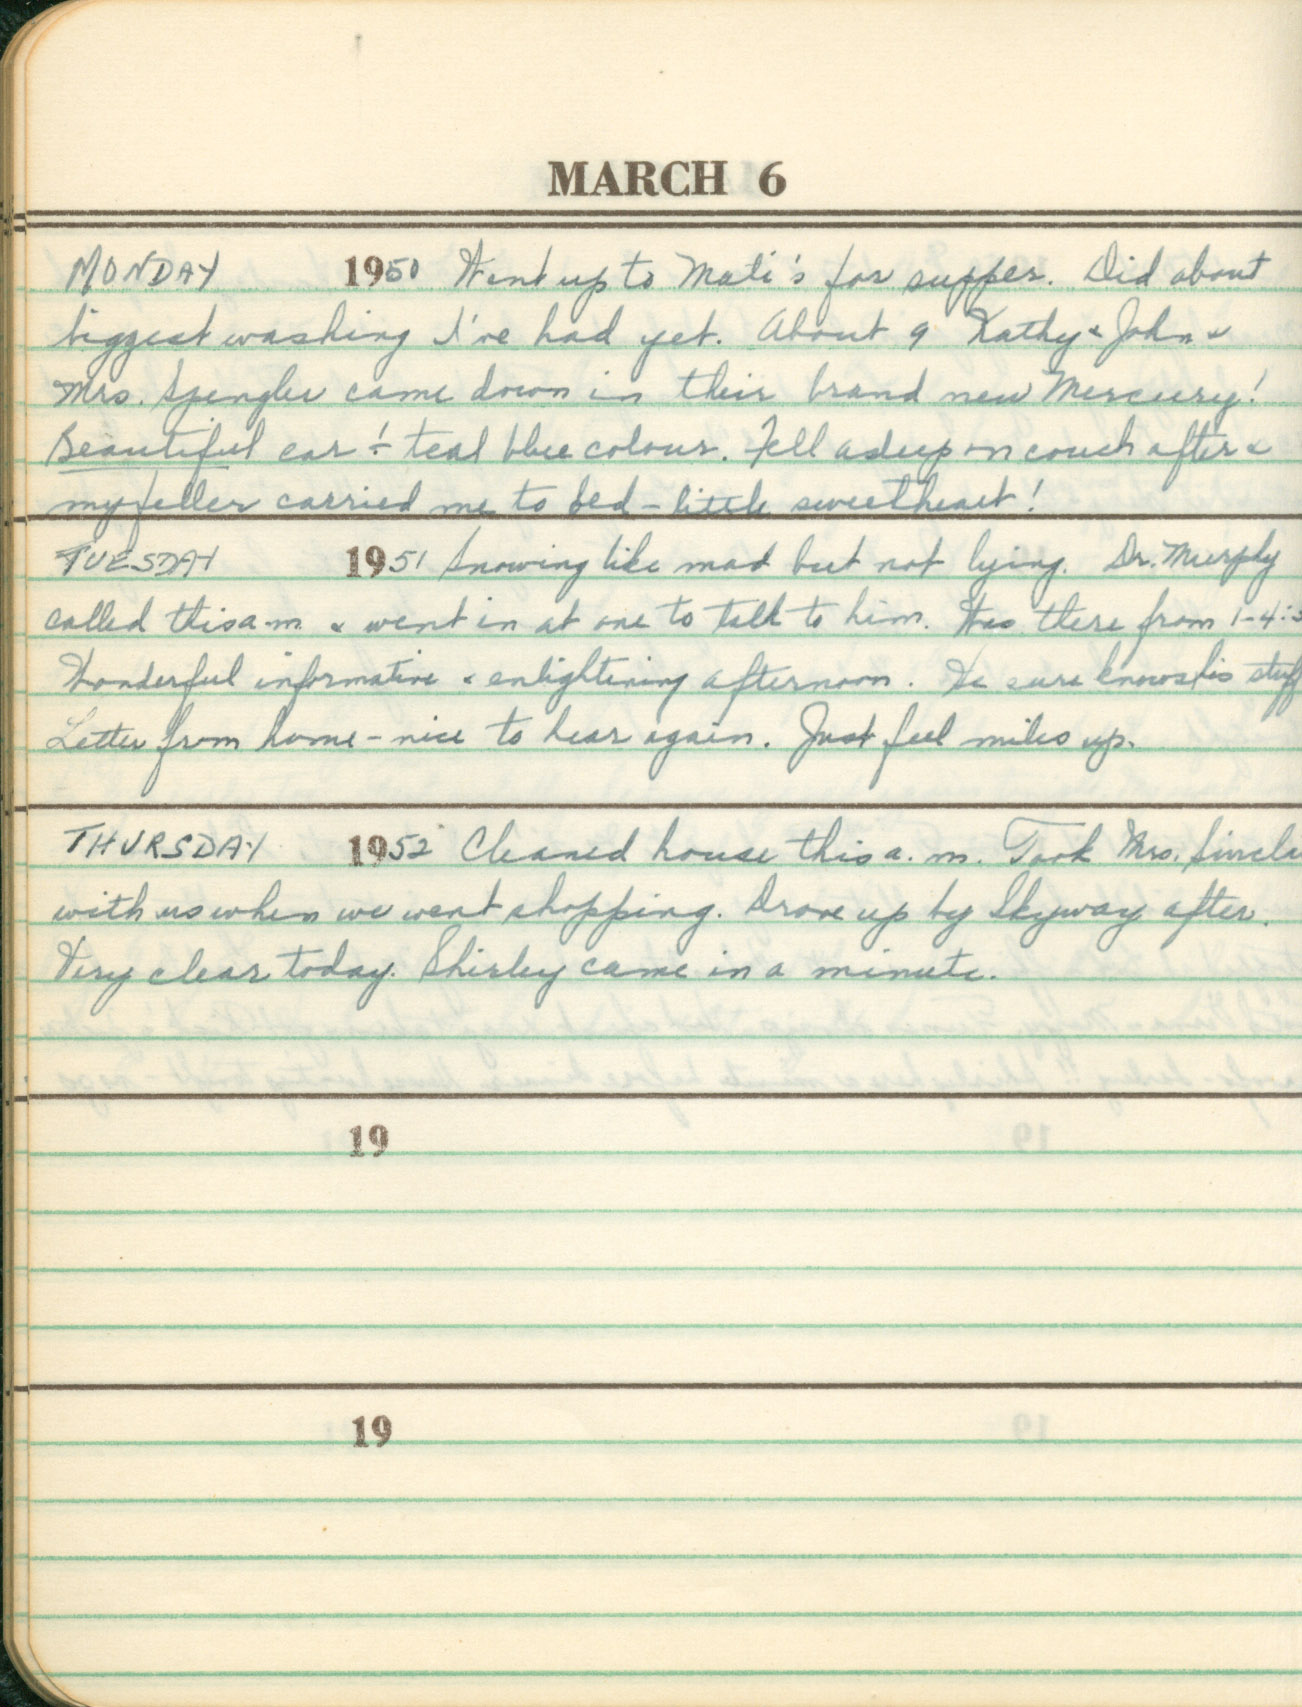 MARCH 6
MONDAY 1950 Went up to Mati's for supper. Did about
biggest washing I've had yet. About 9 Kathy & John &
Mrs. Spengler came down in their brand new Mercury!
Beautiful car! - teal blue colour. Fell asleep on couch after &
my feller carried me to bed - little sweetheart!
TUESDAY 1951 Snowing like mad but not lying. Dr. Murphy
called this a.m. & went in at one to talk to him. Was there from 1-4:
Wonderful informative & enlightening afternoon. He sure knows his stuff
Letter from home - nice to hear again. Just feel miles up.
THURSDAY 1952 Cleaned house this a.m. Took Mrs. Sincla
with us when we went shopping. Drove up by Skyway after.
Very clear today. Shirley came in a minute.
19
19